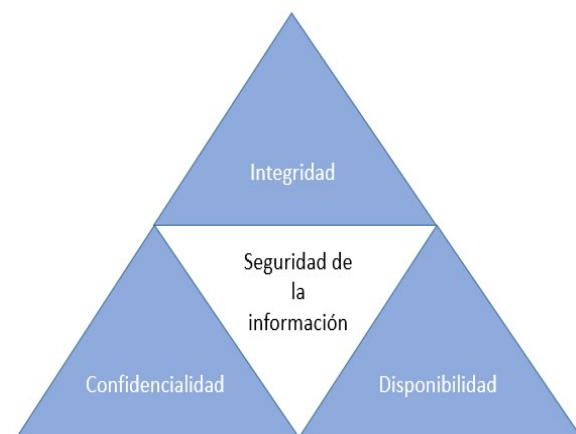 Integridad
Seguridad de
la
información
Confidencialidad
Disponibilidad